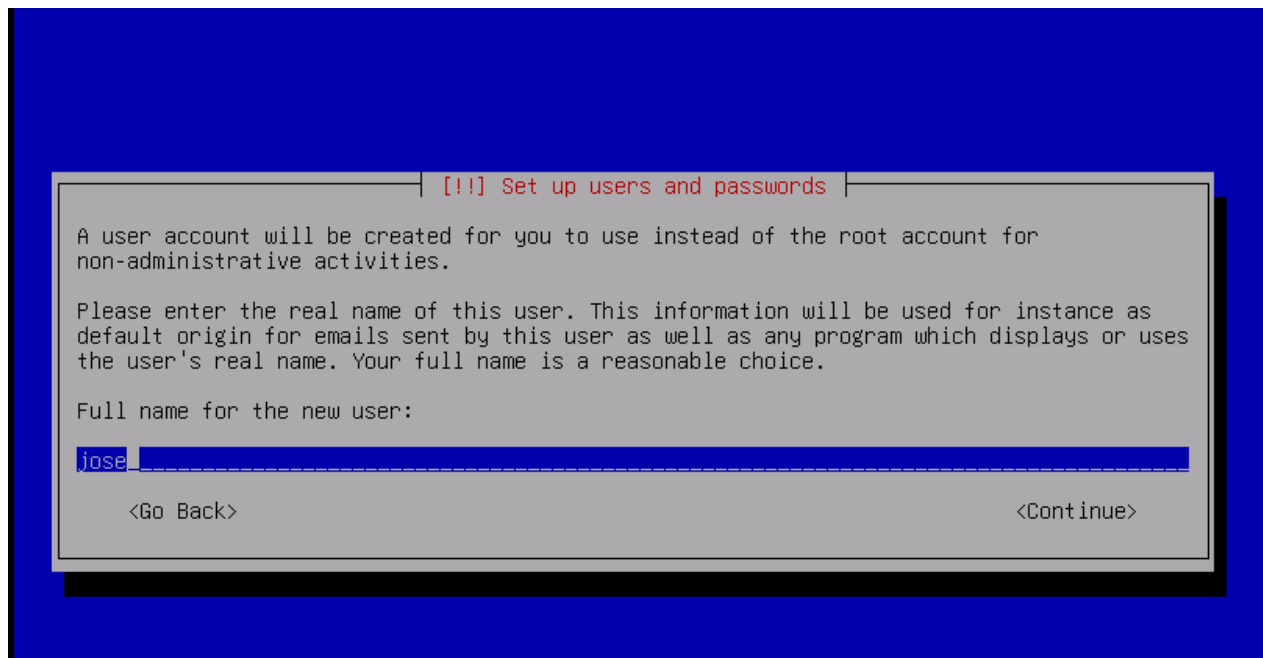 [!!] Set up users and passwords
A user account will be created for you to use instead of the root account for
non-administrative activities.
Please enter the real name of this user. This information will be used for instance as
default origin for emails sent by this user as well as any program which displays or uses
the user's real name. Your full name is a reasonable choice.
Full name for the new user:
jose
<Go Back> <Continue>